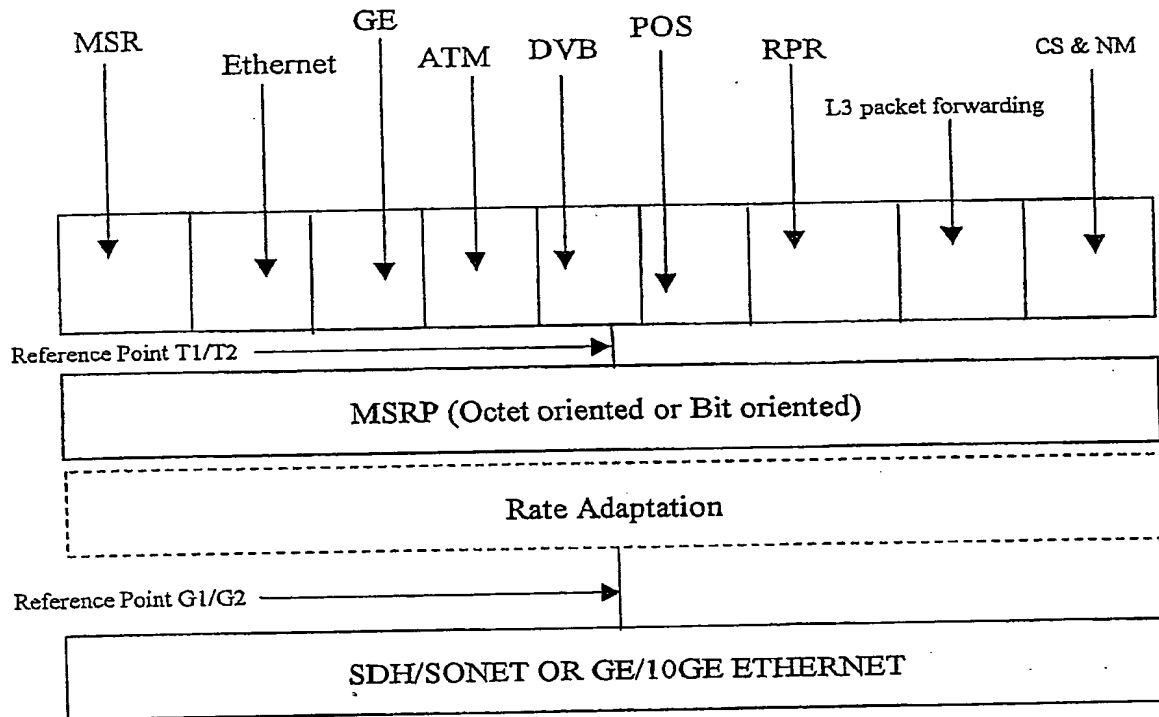 MSR
Ethernet
GE
ATM
DVB
POS
RPR
L3 packet forwarding
CS & NM
Reference Point T1/T2
MSRP (Octet oriented or Bit oriented)
Rate Adaptation
Reference Point G1/G2
SDH/SONET OR GE/10GE ETHERNET